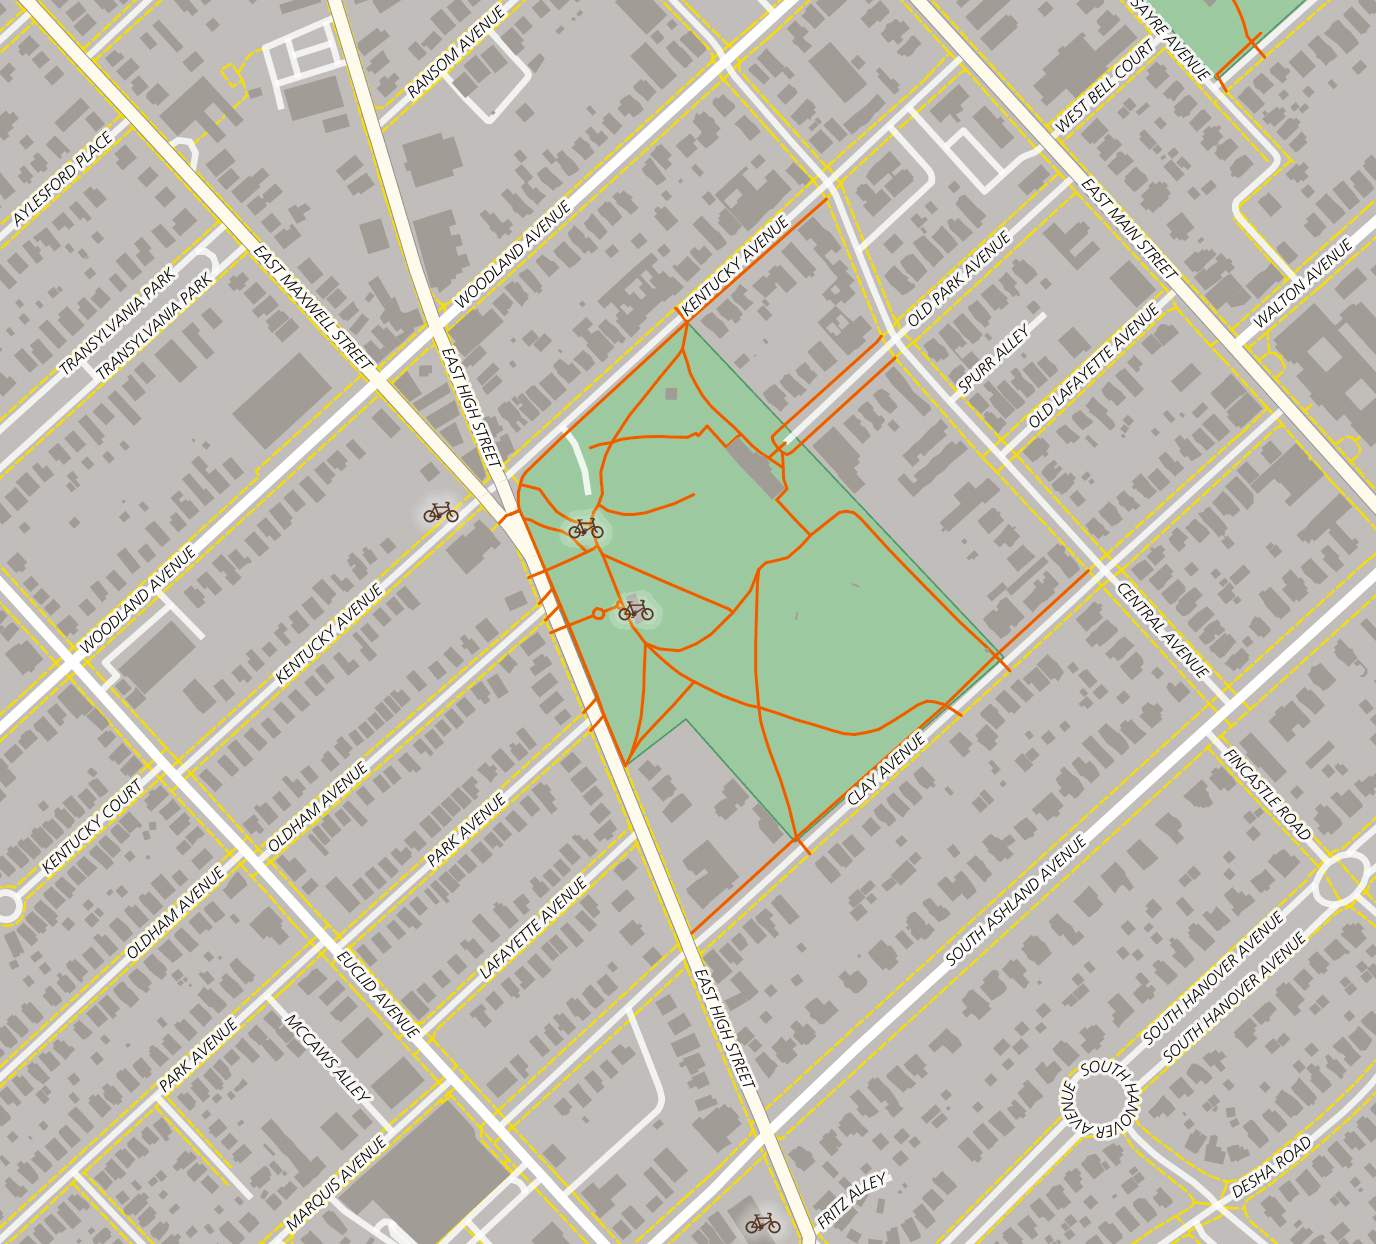 SAYRE AVENUE
RANSOM AVENUE
WEST BELL COURT
AYLESFORD PLACE
EAST MAIN STREET
WOODLAND AVENUE
KENTUCKY AVENUE
OLD PARK AVENUE
WALTON AVENUE
TRANSYLVANIA PARK
TRANSYLVANIA PARK
EAST MAXWELL STREET
SPURR ALLEY
OLD LAFAYETTE AVENUE
EAST HIGH STREET
WOODLAND AVENUE
KENTUCKY AVENUE
CENTRAL AVENUE
CLAY AVENUE
FINCASTLE ROAD
KENTUCKY COURT
OLDHAM AVENUE
PARK AVENUE
OLDHAM AVENUE
LAFAYETTE AVENUE
SOUTH ASHLAND AVENUE
SOUTH HANOVER AVENUE
SOUTH HANOVER AVENUE
EUCLID AVENUE
EAST HIGH STREET
PARK AVENUE
MCCAWS ALLEY
SOUTH HANOVER AVENUE
MARQUIS AVENUE
FRITZ ALLEY
DESHA ROAD